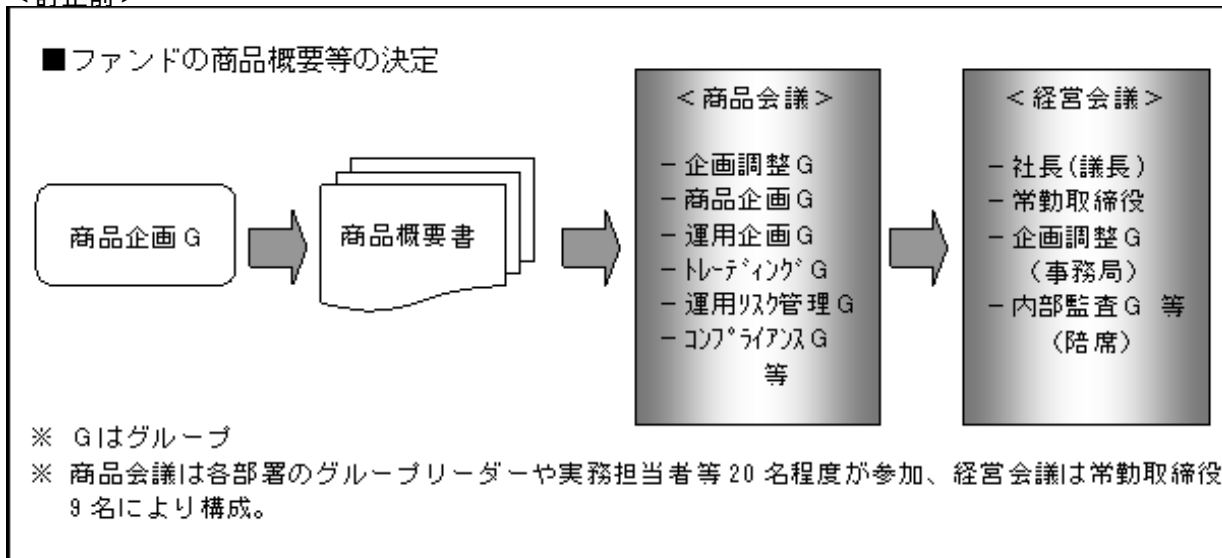 ■ファンドの商品概要等の決定
商品企画G
商品概要書
<商品会議>
-企画調整G
-商品企画G
-運用企画G
-ﾄﾚｰﾃﾞｨﾝｸﾞG
-運用ﾘｽｸ管理G
-ｺﾝﾌﾟﾗｲｱﾝｽG
等
<経営会議>
-社長(議長)
-常勤取締役
-企画調整G
(事務局)
-内部監査G 等
(陪席)
※ Gはグループ
※ 商品会議は各部署のグループリーダーや実務担当者等20名程度が参加、経営会議は常勤取締役
9名により構成。